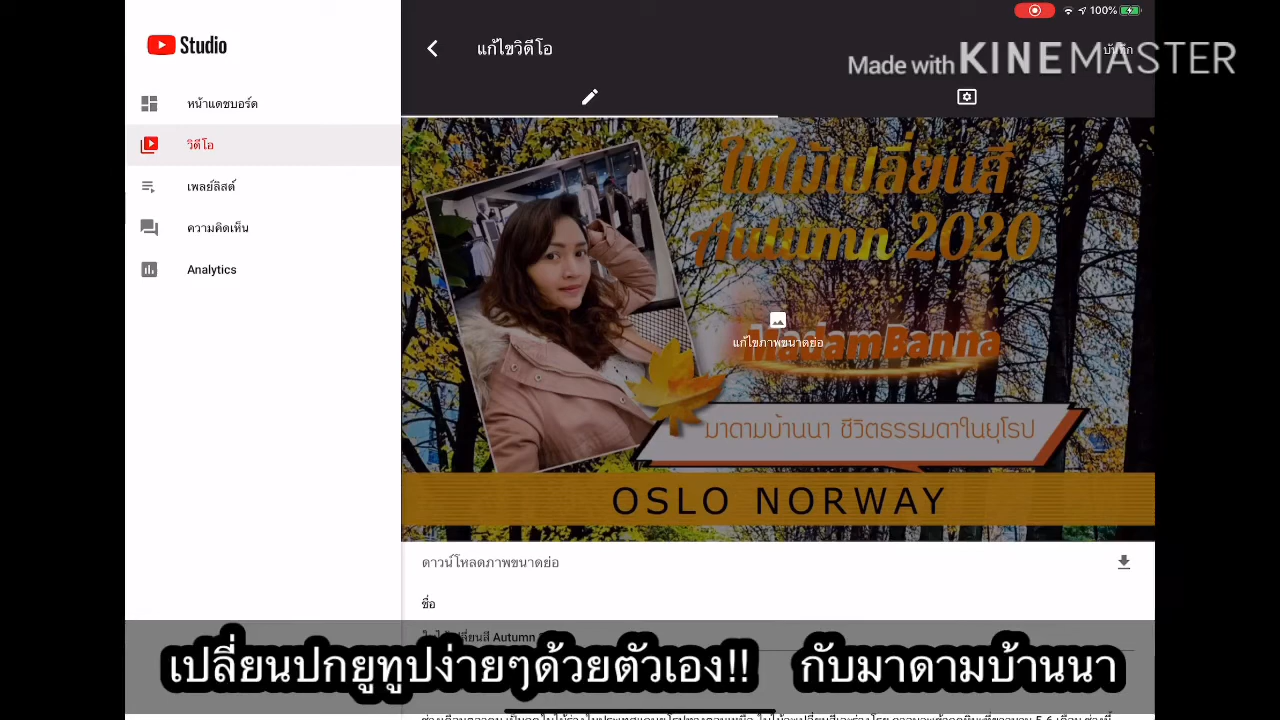 100%
Studio
แก้ไขวิดีโอ
บันทึก
Made with KINEMASTER
หน้าแดชบอร์ด
วิดีโอ
เพลย์ลิสต์
ความคิดเห็น
Analytics
ใบไม้เปลี่ยนสี
Autumn 2020
แก้ไขภาพขนาดย่อ
MadamBanna
มาดามบ้านนา ชีวิตธรรมดาในยุโรป
OSLO NORWAY
ดาวน์โหลดภาพขนาดย่อ
ชื่อ
Autumn
เปลี่ยนปกยูทูปง่ายๆด้วยตัวเอง!! กับมาดามบ้านนา